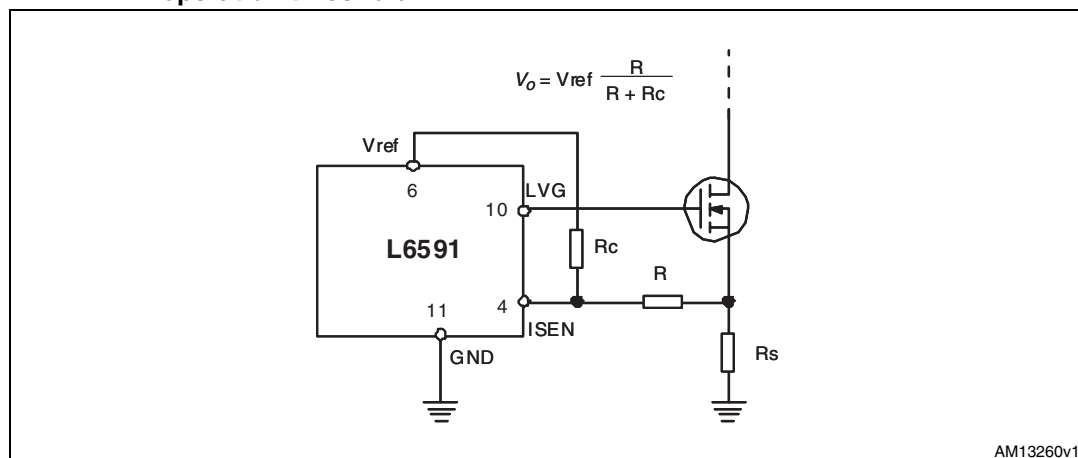 Vo = Vref R / R + Rc
Vref
6
LVG
10
L6591
Rc
R
4
11
ISEN
GND
Rs
AM13260v1